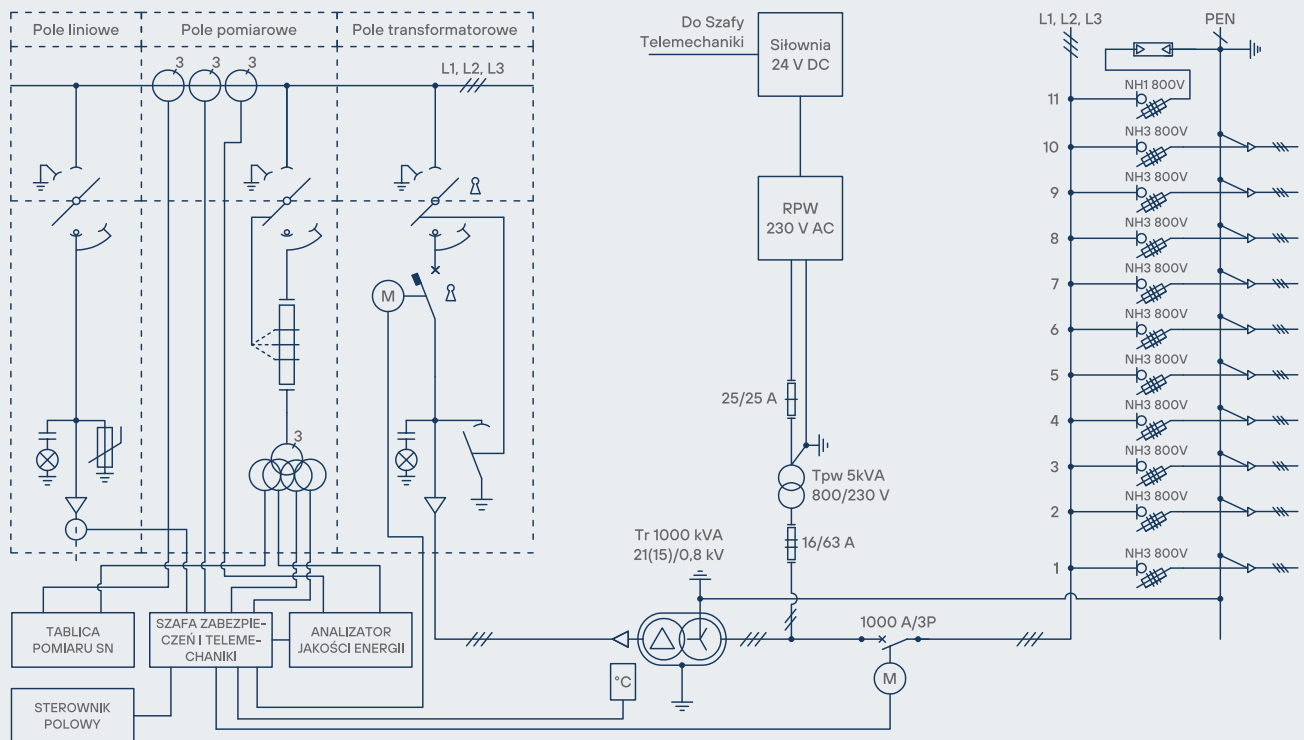 Pole liniowe
Pole pomiarowe
Pole transformatorowe
3
3
3
L1, L2, L3
M
3
TABLICA
POMIARU SN
SZAFA ZABEZPIE-
CZEŃ I TELEME-
CHANIKI
ANALIZATOR
JAKOŚCI ENERGII
STEROWNIK
POLOWY
Do Szafy
Telemechaniki
Siłownia
24 V DC
RPW
230 V AC
25/25 A
Tpw 5kVA
800/230 V
16/63 A
Tr 1000 kVA
21(15)/0,8 kV
°C
1000 A/3P
M
L1, L2, L3
PEN
NH1 800V
11
NH3 800V
10
NH3 800V
9
NH3 800V
8
NH3 800V
7
NH3 800V
6
NH3 800V
5
NH3 800V
4
NH3 800V
3
NH3 800V
2
NH3 800V
1